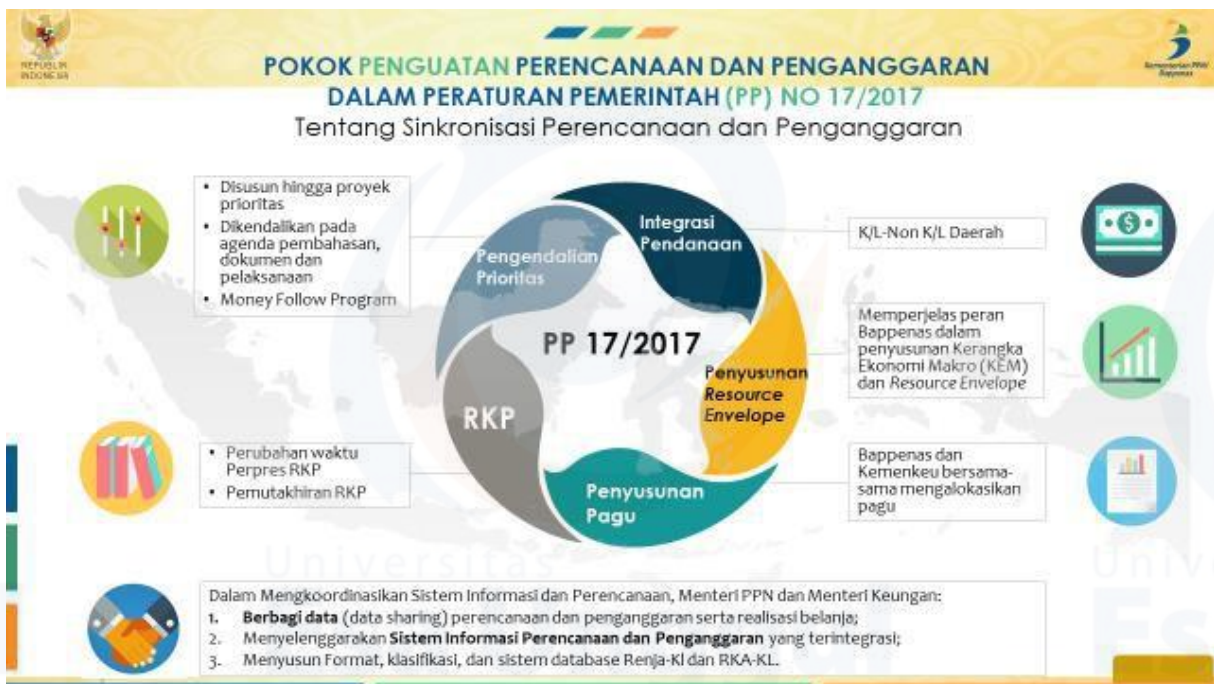 REPUBLIK
INDONESIA
Kementerian PPN/
Bappenas
POKOK PENGUATAN PERENCANAAN DAN PENGANGGARAN
DALAM PERATURAN PEMERINTAH (PP) NO 17/2017
Tentang Sinkronisasi Perencanaan dan Penganggaran
• Disusun hingga proyek
prioritas
• Dikendalikan pada
agenda pembahasan,
dokumen dan
pelaksanaan
• Money Follow Program
Pengendalian
Prioritas
Integrasi
Pendanaan
K/L-Non K/L Daerah
PP 17/2017
Penyusunan
Resource
Envelope
Memperjelas peran
Bappenas dalam
penyusunan Kerangka
Ekonomi Makro (KEM)
dan Resource Envelope
RKP
• Perubahan waktu
Perpres RKP
• Pemutakhiran RKP
Penyusunan
Pagu
Bappenas dan
Kemenkeu bersama-
sama mengalokasikan
pagu
Universitas
Dalam Mengkoordinasikan Sistem Informasi dan Perencanaan, Menteri PPN dan Menteri Keungan:
1. Berbagi data (data sharing) perencanaan dan penganggaran serta realisasi belanja;
2. Menyelenggarakan Sistem Informasi Perencanaan dan Penganggaran yang terintegrasi;
3. Menyusun Format, klasifikasi, dan sistem database Renja-Kl dan RKA-KL.